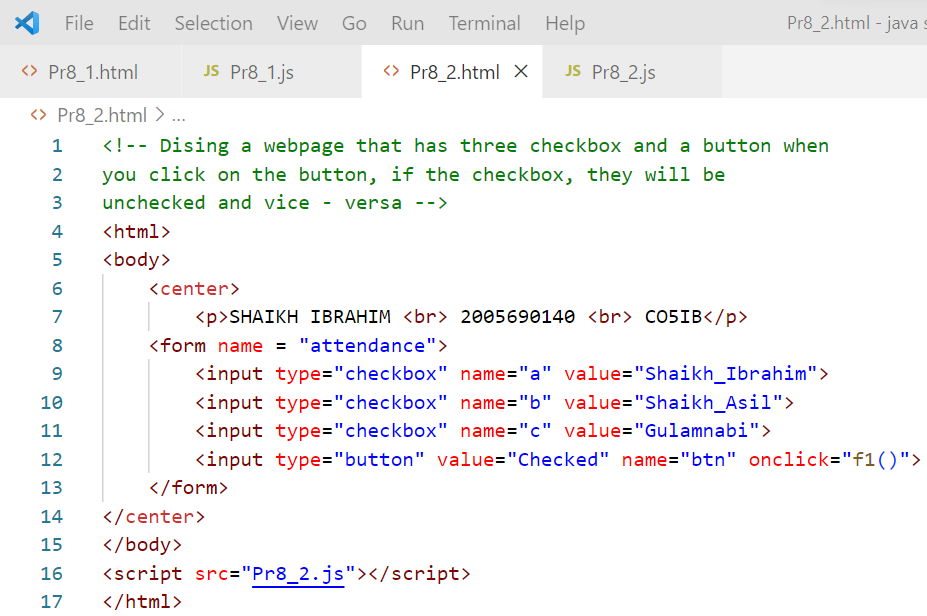 File Edit Selection View Go Run Terminal Help Pr8_2.html - java s
<> Pr8_1.html JS Pr8_1.js <> Pr8_2.html × JS Pr8_2.js
<> Pr8_2.html > ...
1 <!-- Dising a webpage that has three checkbox and a button when
2 you click on the button, if the checkbox, they will be
3 unchecked and vice - versa -->
4 <html>
5 <body>
6 <center>
7 <p>SHAIKH IBRAHIM <br> 2005690140 <br> CO5IB</p>
8 <form name = "attendance">
9 <input type="checkbox" name="a" value="Shaikh_Ibrahim">
10 <input type="checkbox" name="b" value="Shaikh_Asil">
11 <input type="checkbox" name="c" value="Gulamnabi">
12 <input type="button" value="Checked" name="btn" onclick="f1()">
13 </form>
14 </center>
15 </body>
16 <script src="Pr8_2.js"></script>
17 </html>